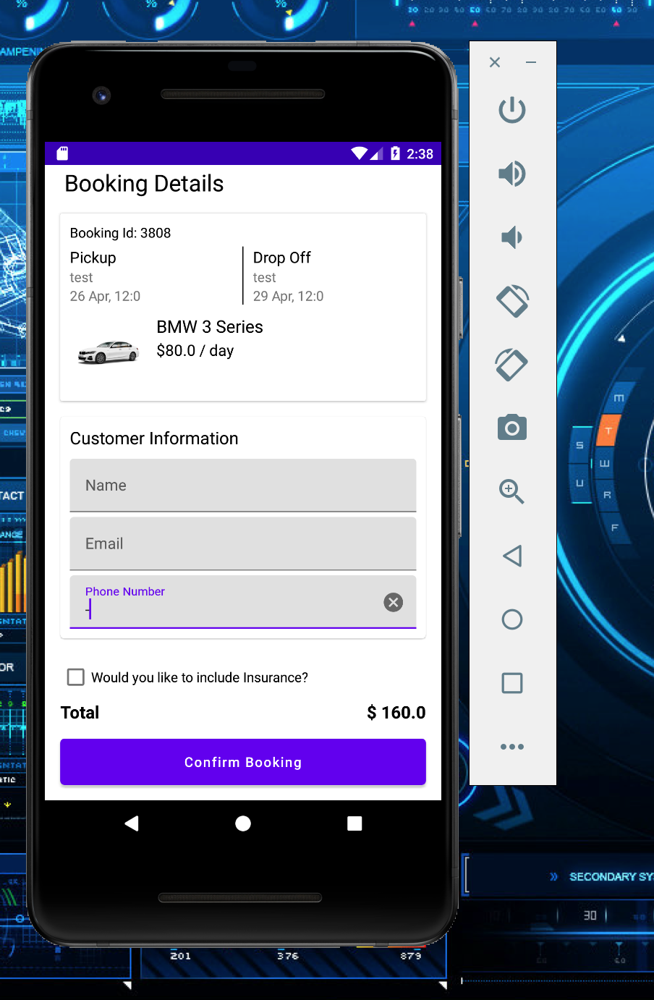 2:38
Booking Details
Booking Id: 3808
Pickup
test
26 Apr, 12:0
Drop Off
test
29 Apr, 12:0
BMW 3 Series
$80.0 / day
Customer Information
Name
Email
Phone Number
-
Would you like to include Insurance?
Total
$ 160.0
Confirm Booking
%
%
%
M
T
W
R
F
S
U
SECONDARY SY
30
201
376
879